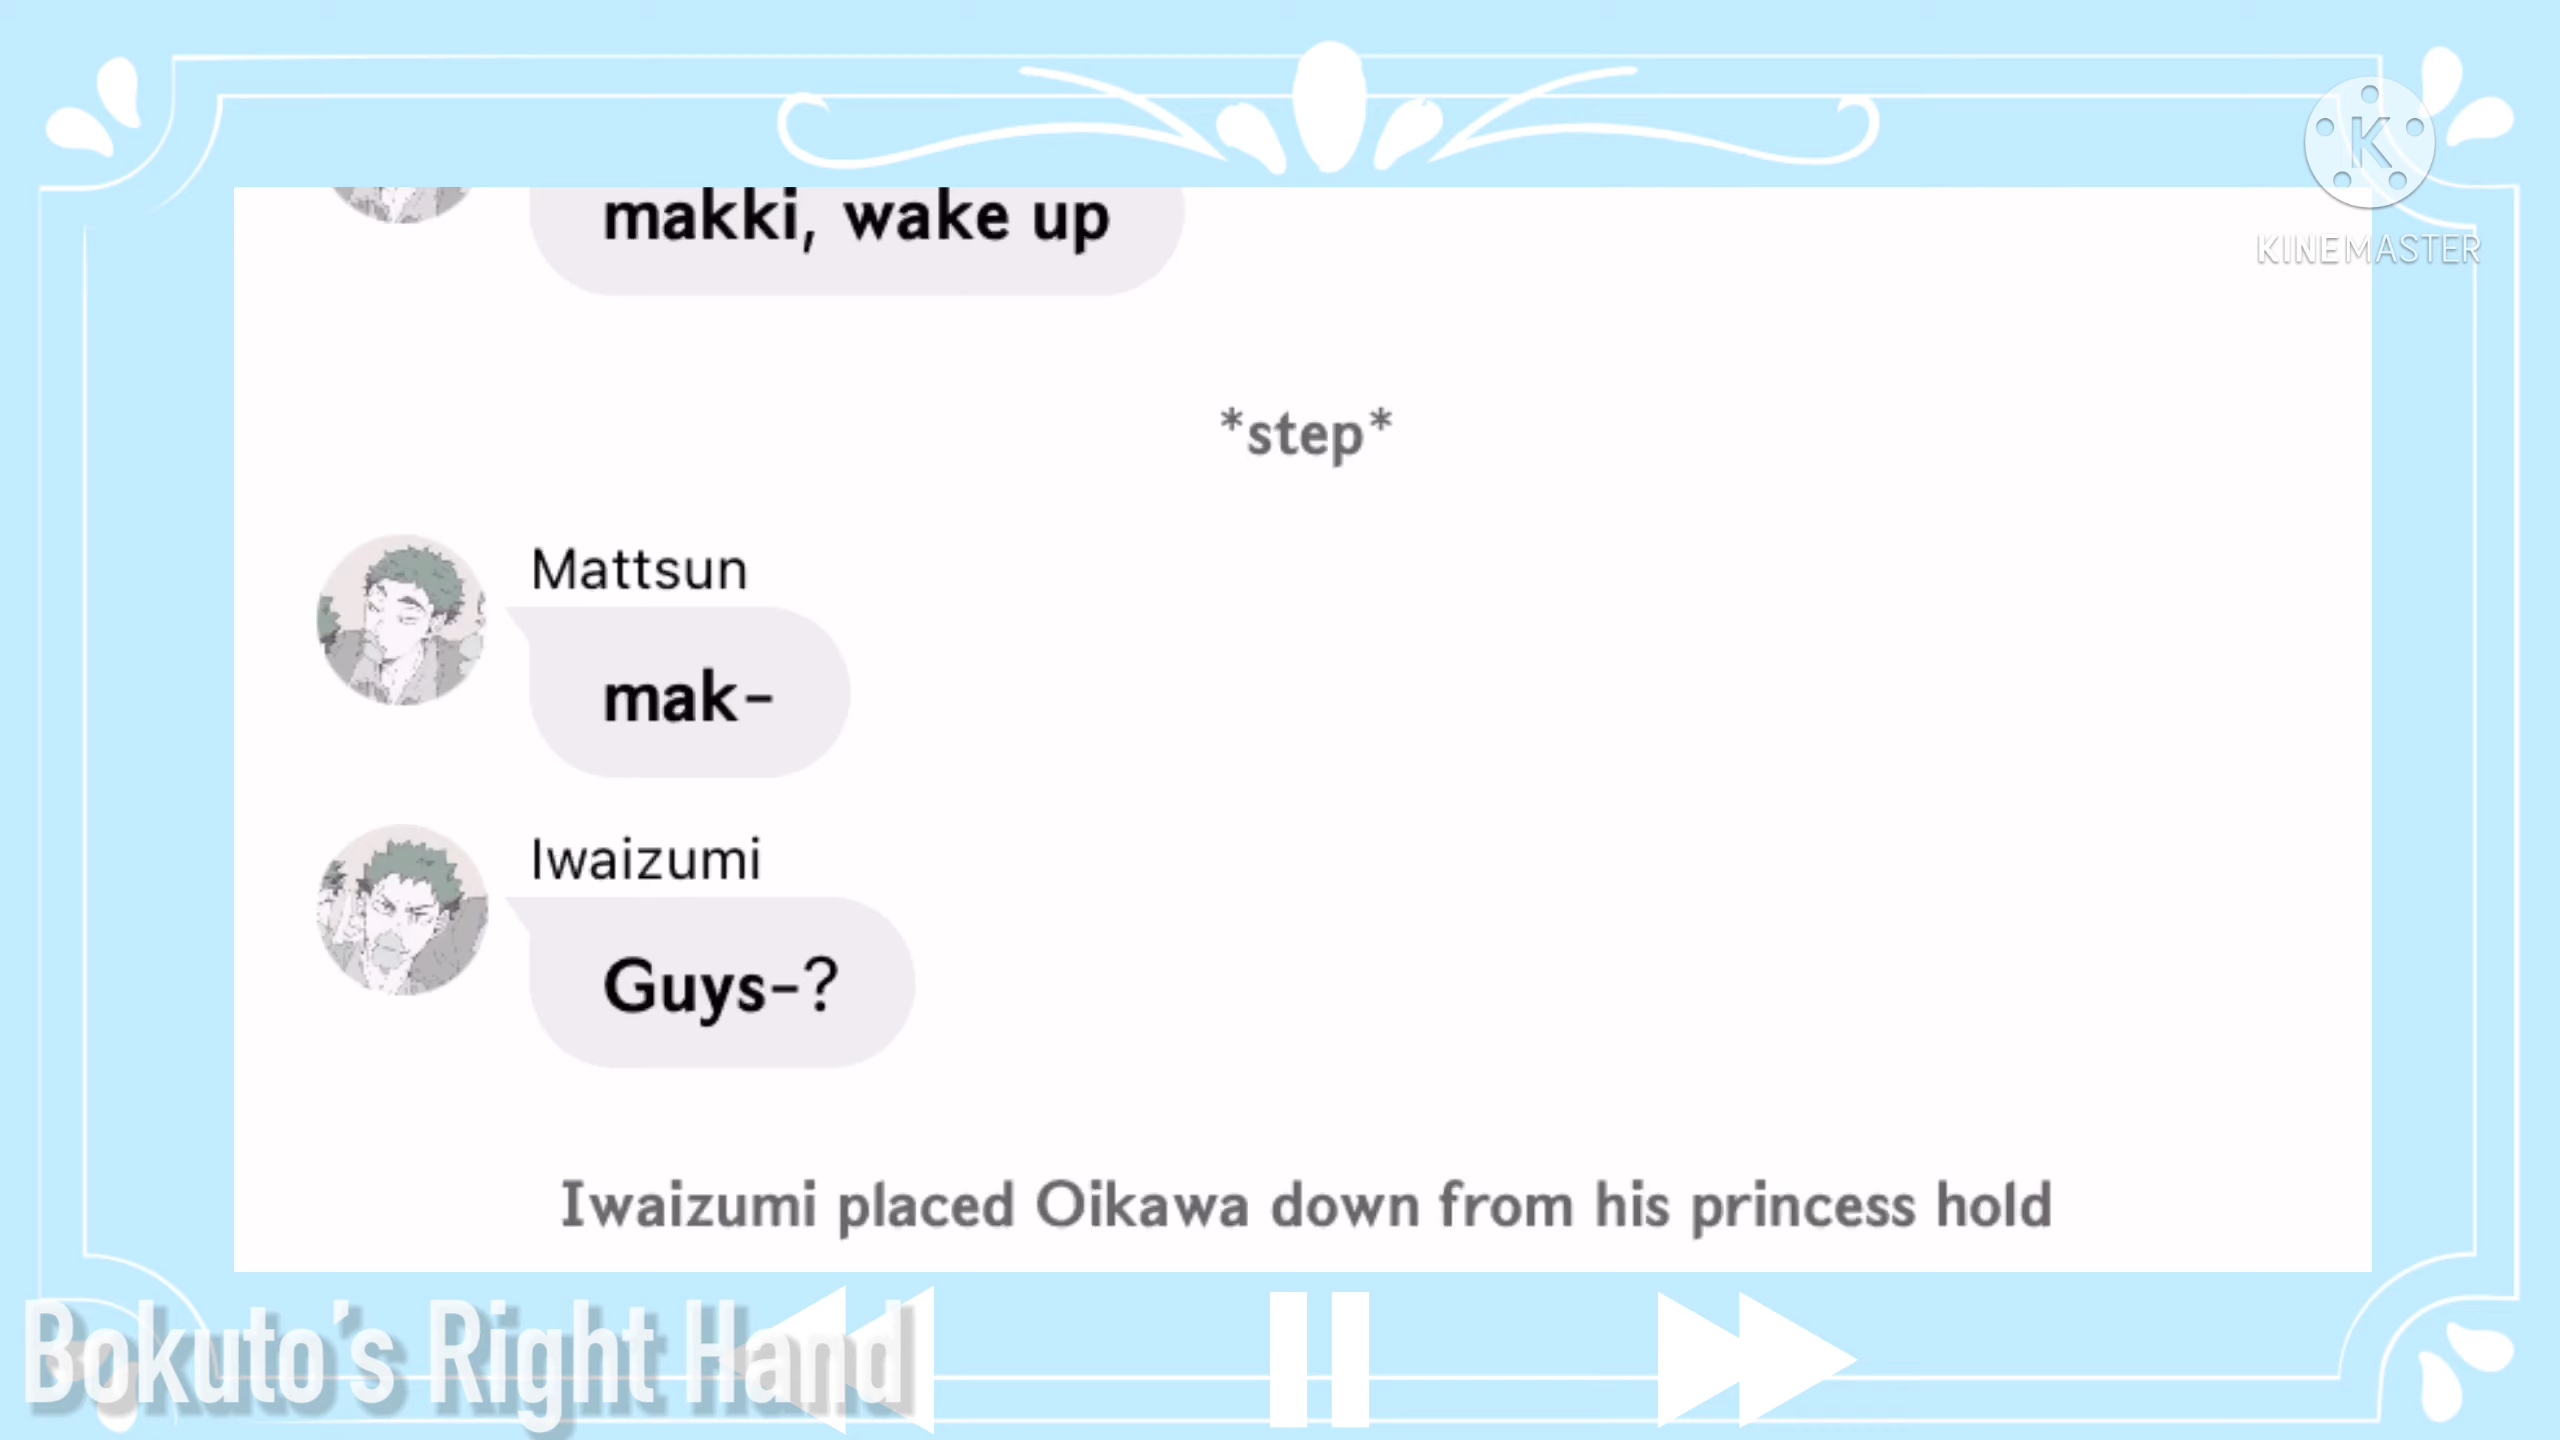 makki, wake up
K
KINEMASTER
*step*
Mattsun
mak-
Iwaizumi
Guys-?
Iwaizumi placed Oikawa down from his princess hold
Bokuto's Right Hand